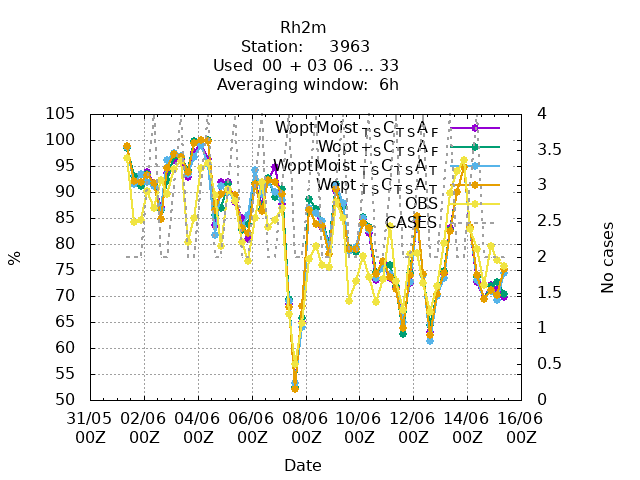 Rh2m
Station: 3963
Used 00 + 03 06 ... 33
Averaging window: 6h
105
100
95
90
85
80
75
70
65
60
55
50
%
4
3.5
3
2.5
2
1.5
1
0.5
0
No cases
WoptMoist T S C T S A F
Wopt T S C T S A F
WoptMoist T S C T S A T
Wopt T S C T S A T
OBS
CASES
31/05 02/06 04/06 06/06 08/06 10/06 12/06 14/06 16/06
00Z 00Z 00Z 00Z 00Z 00Z 00Z 00Z 00Z
Date